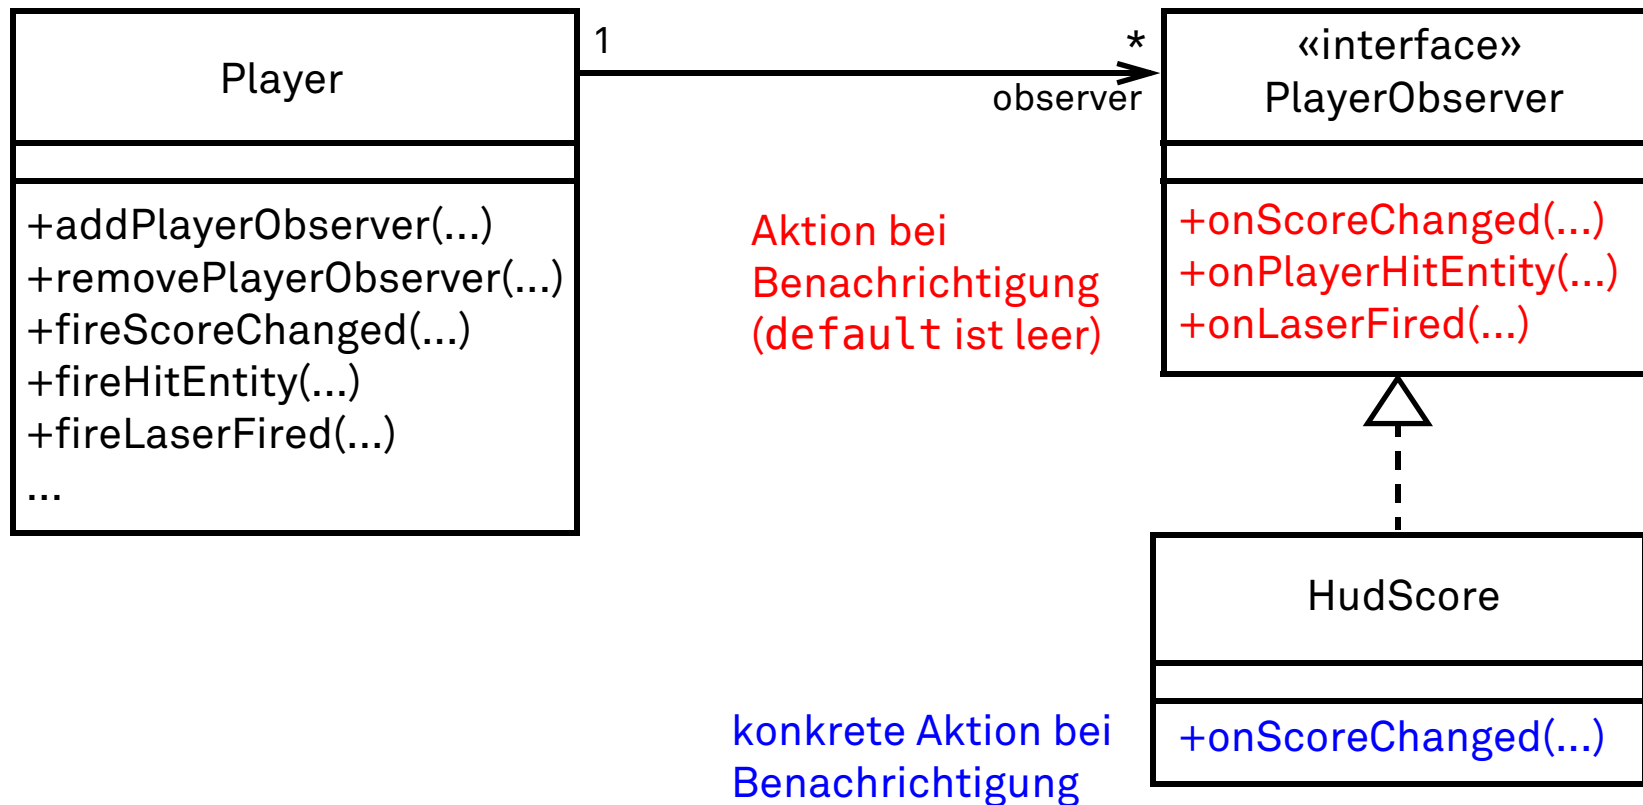 Player
+addPlayerObserver(...)
+removePlayerObserver(...)
+fireScoreChanged(...)
+fireHitEntity(...)
+fireLaserFired(...)
...
1
*
observer
«interface»
PlayerObserver
Aktion bei
Benachrichtigung
(default ist leer)
+onScoreChanged(...)
+onPlayerHitEntity(...)
+onLaserFired(...)
HudScore
konkrete Aktion bei
Benachrichtigung
+onScoreChanged(...)